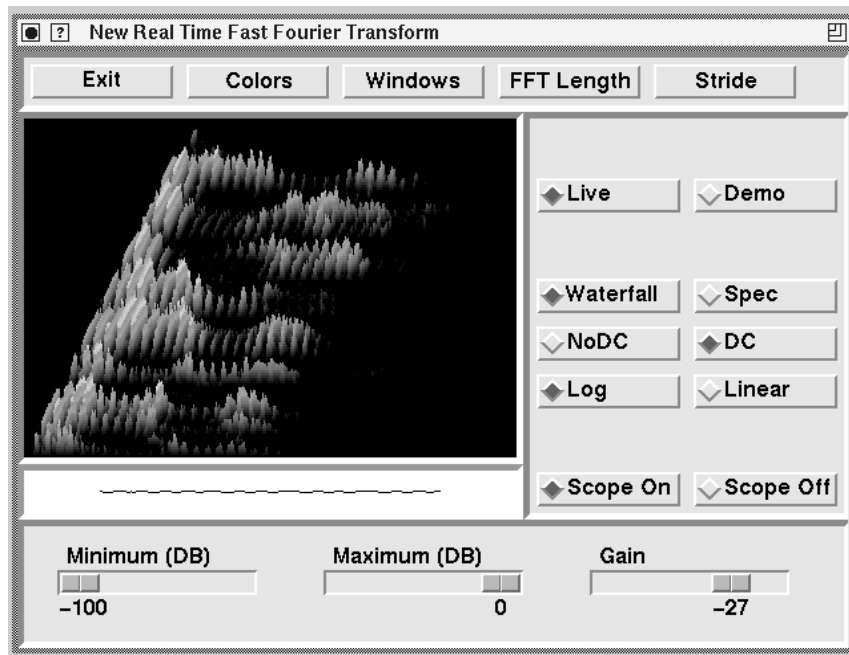 ? New Real Time Fast Fourier Transform
Exit Colors Windows FFT Length Stride
Live Demo
Waterfall Spec
NoDC DC
Log Linear
Scope On Scope Off
Minimum (DB) Maximum (DB) Gain
-100 0 -27